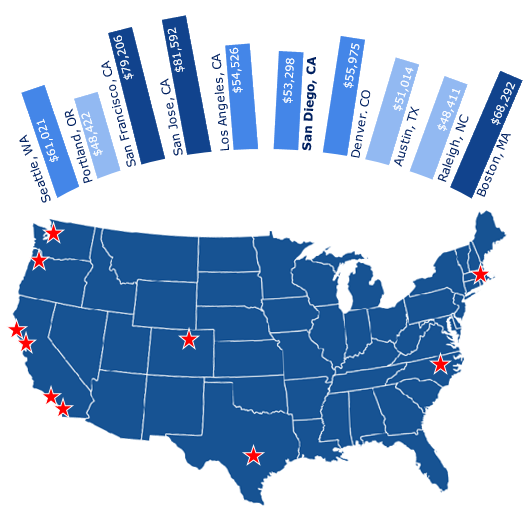 Seattle, WA
$61,021
Portland, OR
$48,422
San Francisco, CA
$79,206
San Jose, CA
$81,592
Los Angeles, CA
$54,526
San Diego, CA
$53,298
Denver, CO
$55,975
Austin, TX
$51,014
Raleigh, NC
$48,411
Boston, MA
$68,292